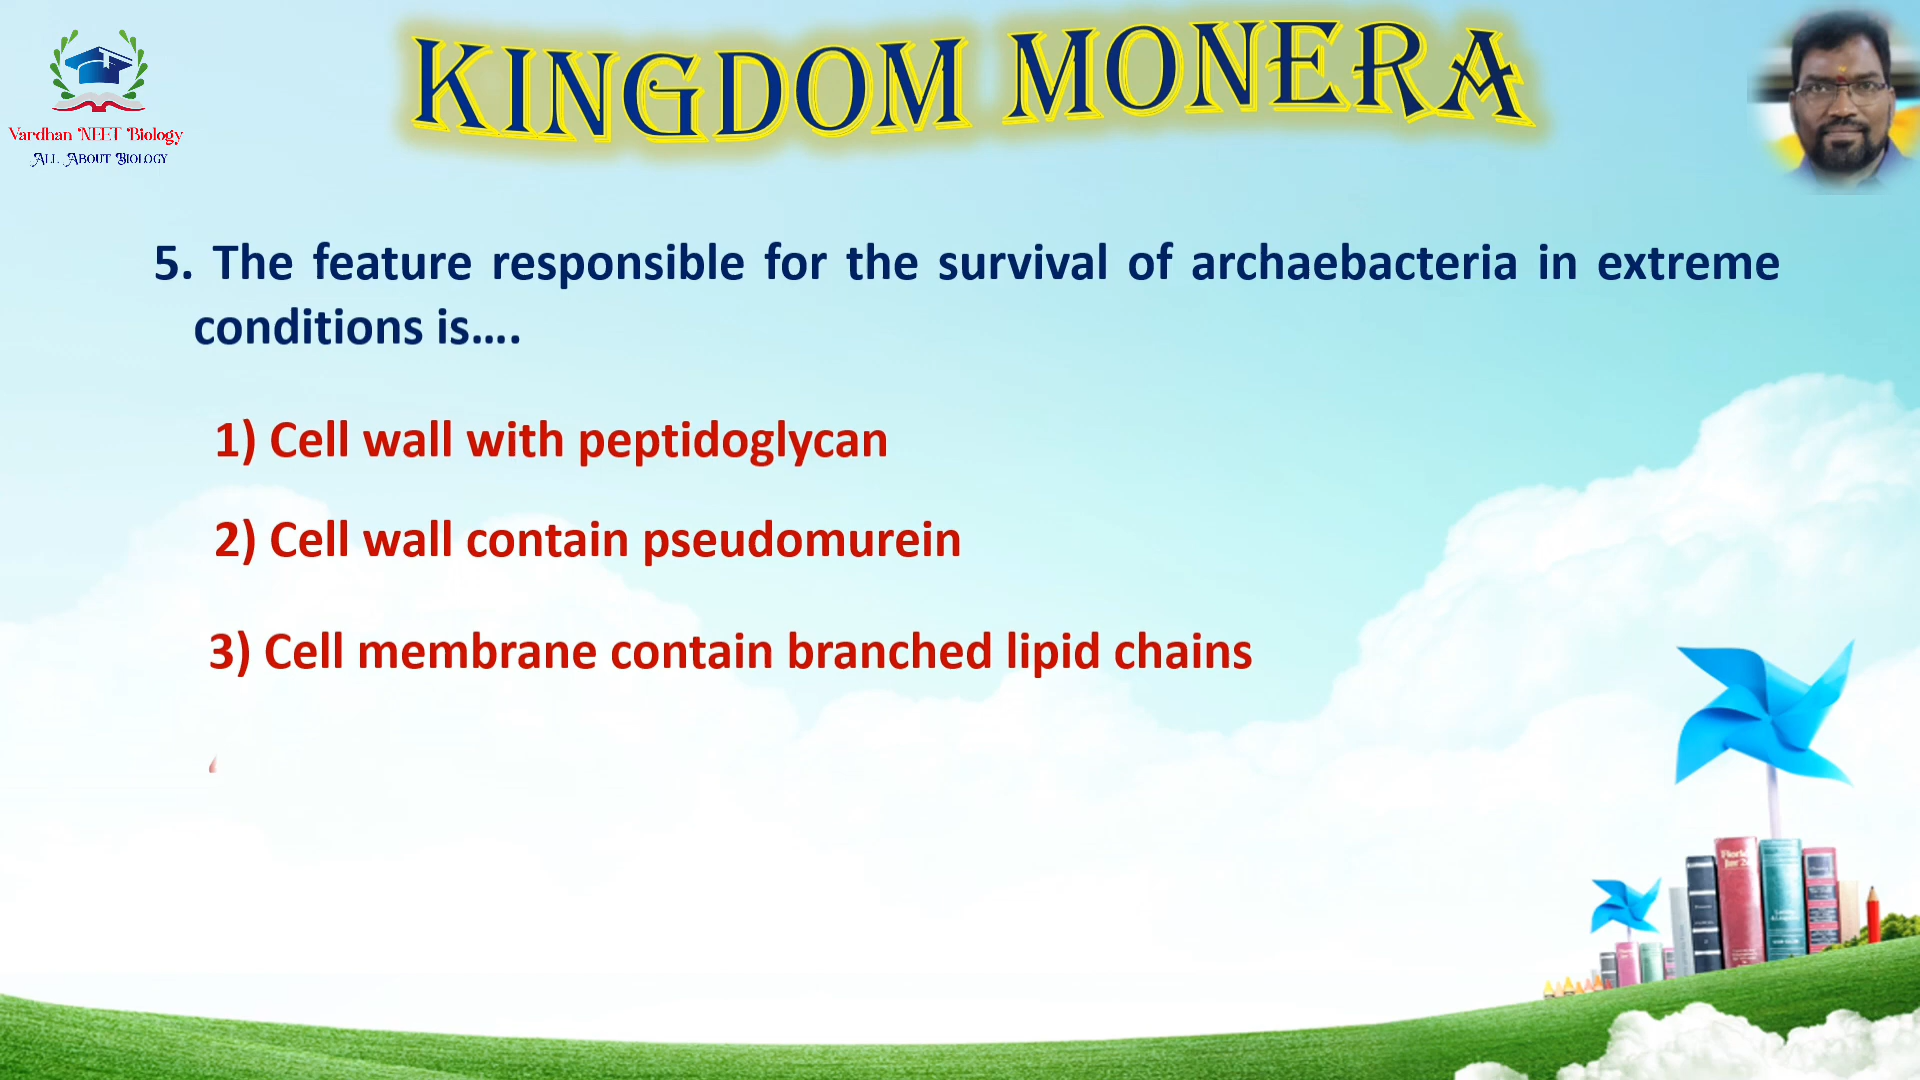 KINGDOM MONERA
Vardhan NEET Biology
All About Biology
5. The feature responsible for the survival of archaebacteria in extreme
conditions is....
1) Cell wall with peptidoglycan
2) Cell wall contain pseudomurein
3) Cell membrane contain branched lipid chains